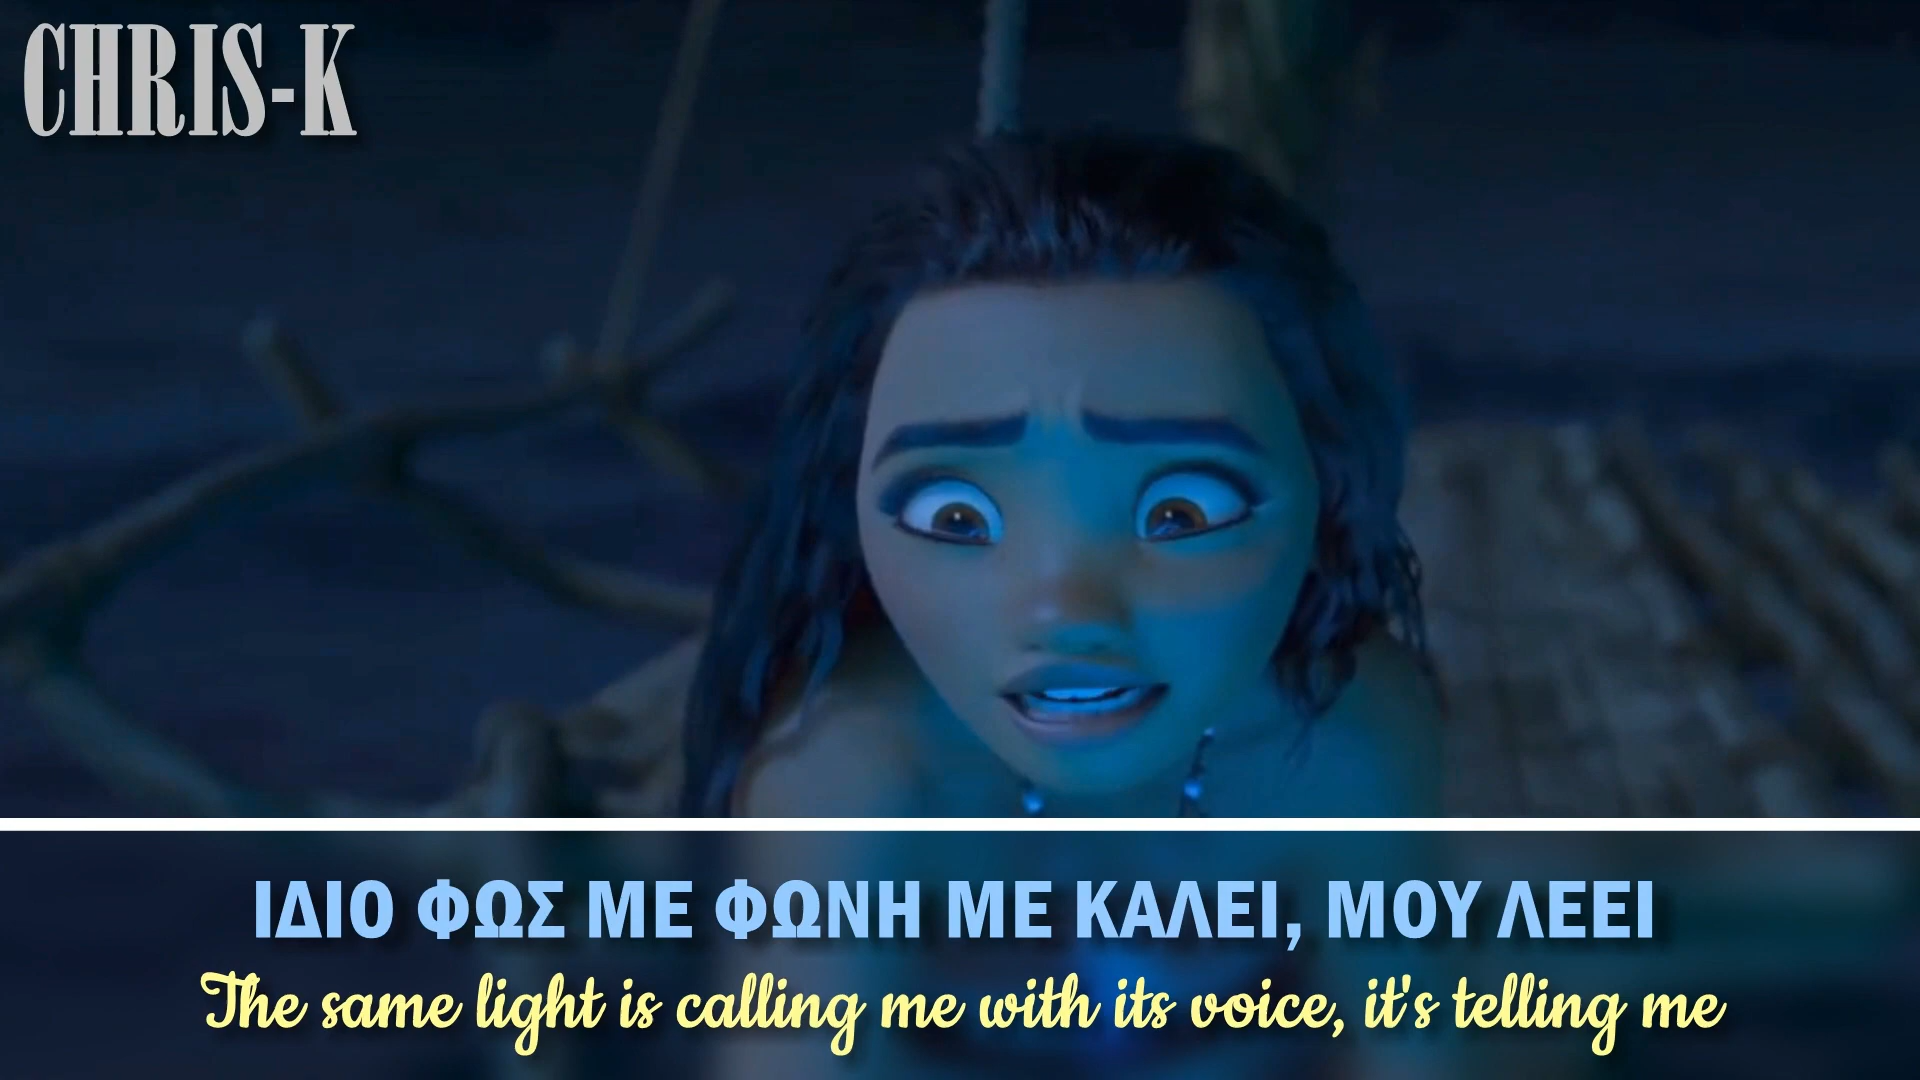 CHRIS-K
ΙΔΙΟ ΦΩΣ ΜΕ ΦΩΝΗ ΜΕ ΚΑΛΕΙ, ΜΟΥ ΛΕΕΙ
The same light is calling me with its voice, it's telling me